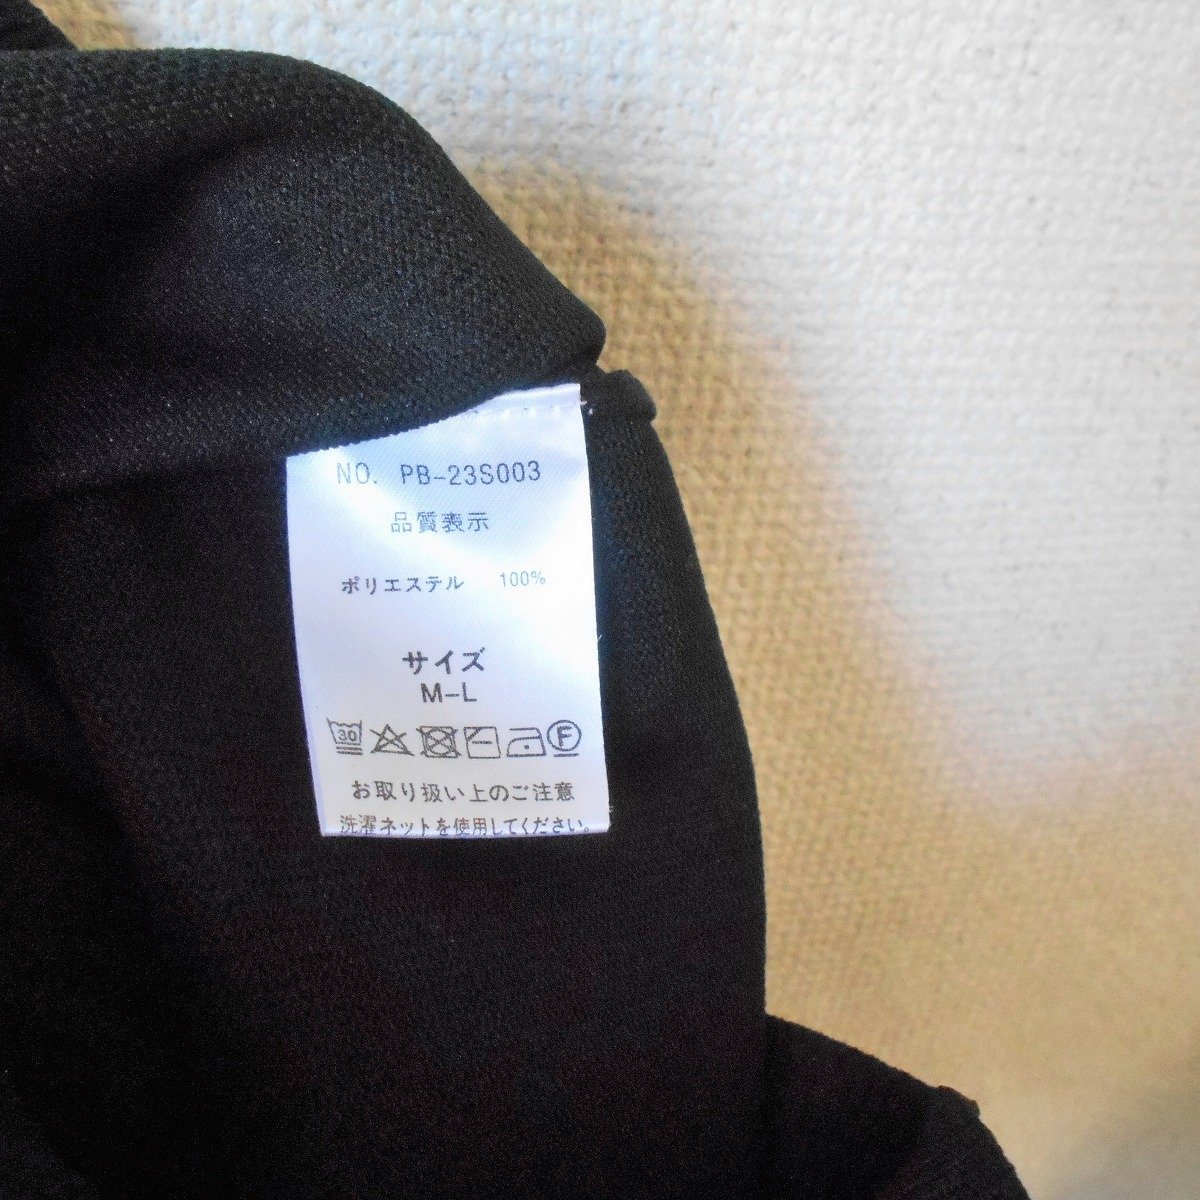 NO. PB-23S003
品質表示
ポリエステル 100%
サイズ
M-L
30 F
お取り扱い上のご注意
洗濯ネットを使用してください。